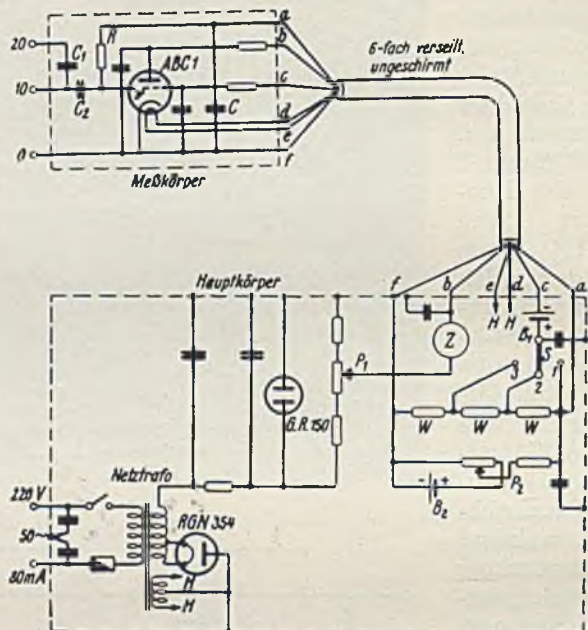 a
b
R
20
C1
ABC1
6-fach verseilt,
ungeschirmt
10
c
C2
C
d
e
0
f
Meßkörper
Hauptkörper
f b e d c a
H H
B1
Z
S
P1
3 2 1
G.R.150
W W W
Netztrafo
P2
B2
220 V
RGN 354
50~
80mA
H
H